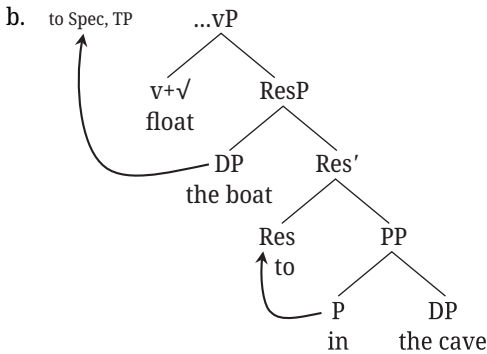 b. to Spec, TP ...vP
v+√ ResP
float
DP Res′
the boat
Res PP
to
P DP
in the cave